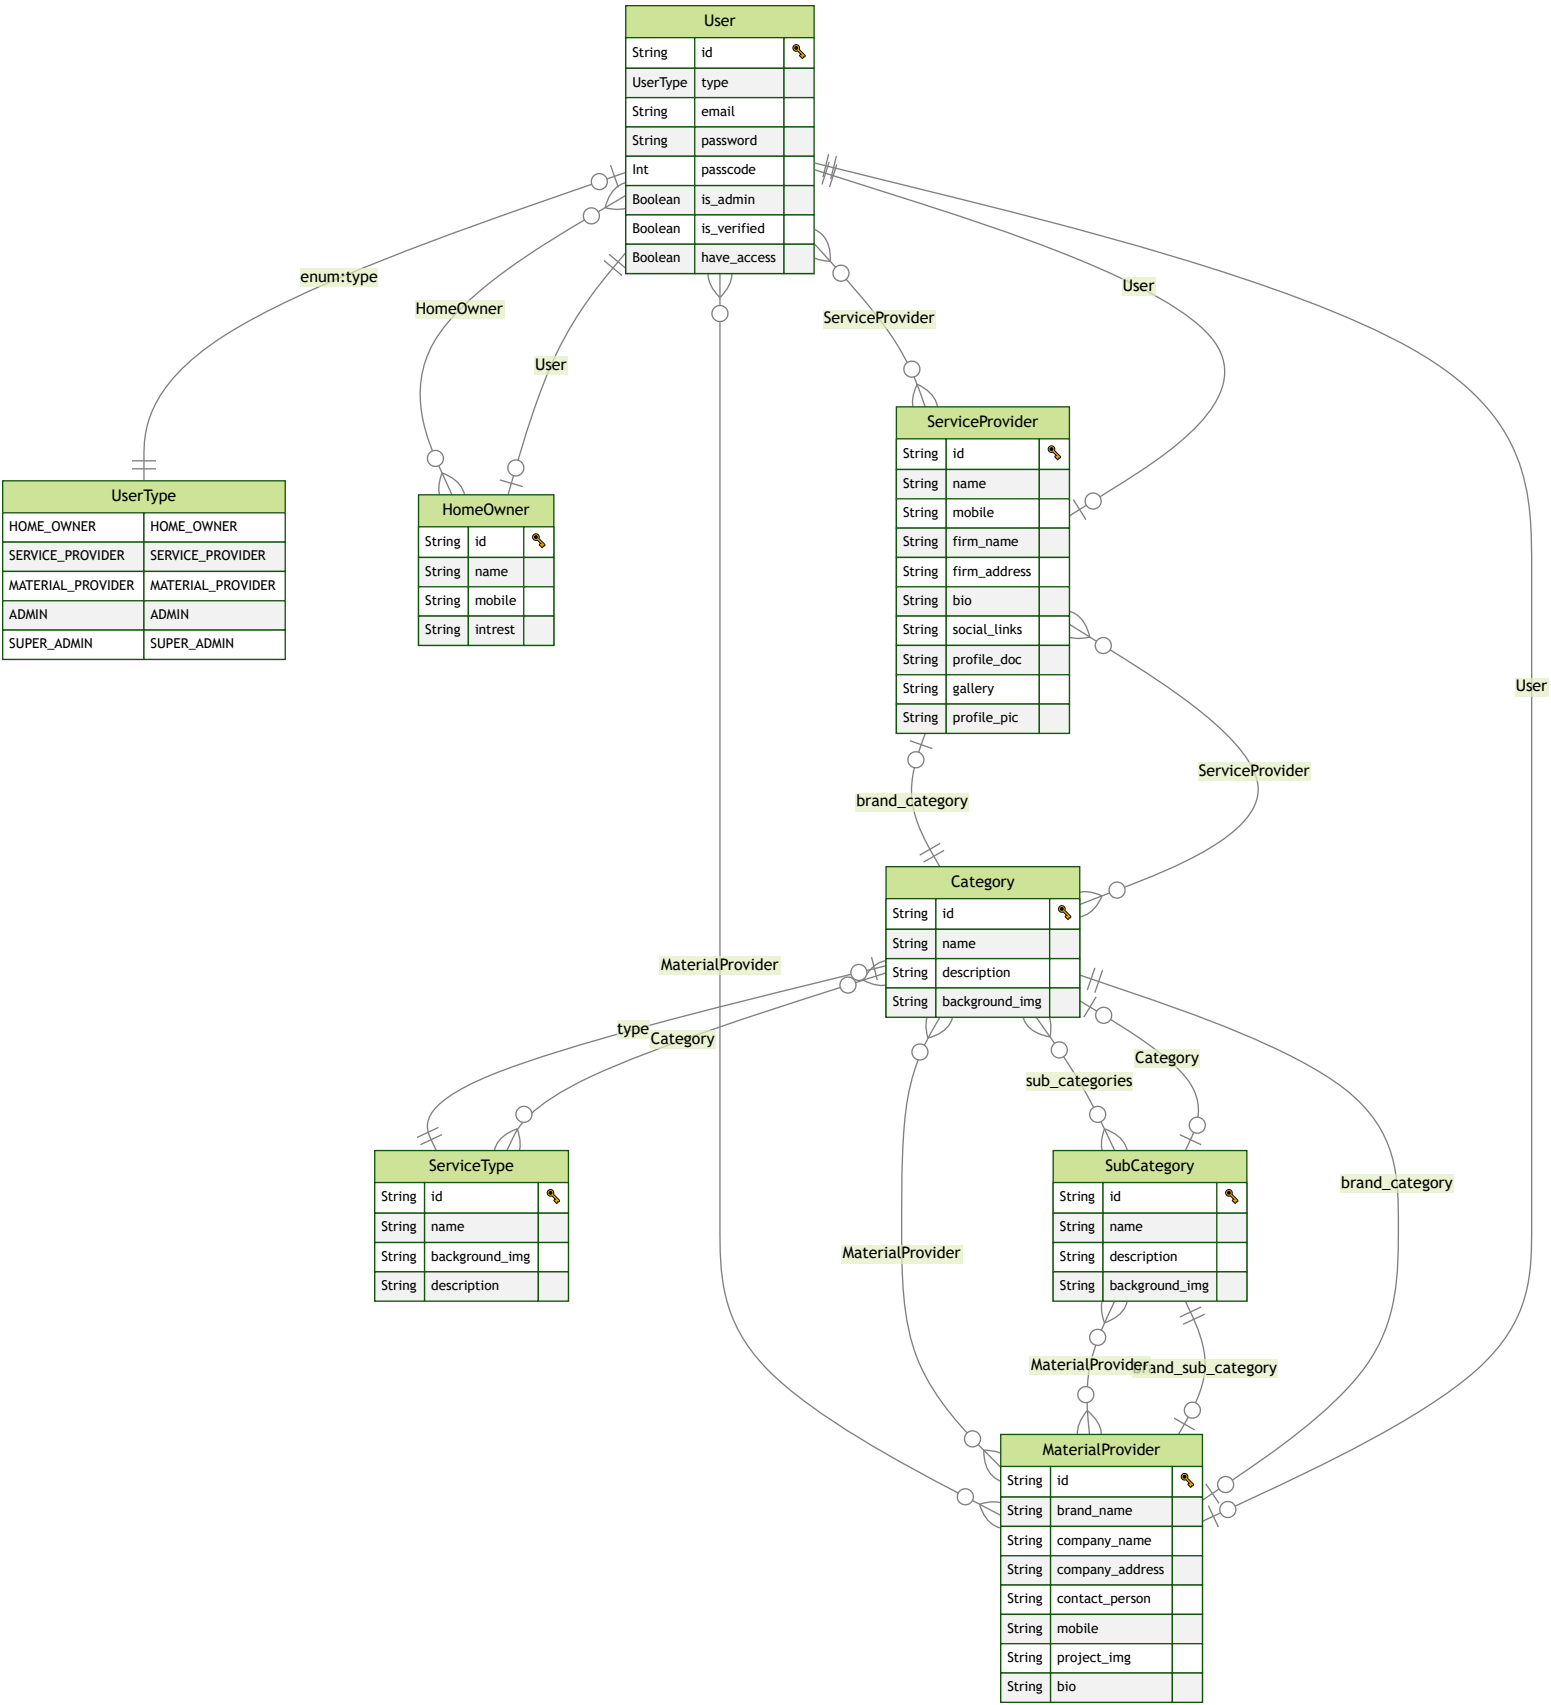 User
String id
UserType type
String email
String password
Int passcode
Boolean is_admin
Boolean is_verified
Boolean have_access
enum:type
HomeOwner
User
ServiceProvider
User
UserType
HOME_OWNER HOME_OWNER
SERVICE_PROVIDER SERVICE_PROVIDER
MATERIAL_PROVIDER MATERIAL_PROVIDER
ADMIN ADMIN
SUPER_ADMIN SUPER_ADMIN
HomeOwner
String id
String name
String mobile
String intrest
ServiceProvider
String id
String name
String mobile
String firm_name
String firm_address
String bio
String social_links
String profile_doc
String gallery
String profile_pic
User
ServiceProvider
brand_category
Category
String id
String name
String description
String background_img
MaterialProvider
type
Category
sub_categories
Category
ServiceType
String id
String name
String background_img
String description
SubCategory
String id
String name
String description
String background_img
brand_category
MaterialProvider
MaterialProvider
and_sub_category
MaterialProvider
String id
String brand_name
String company_name
String company_address
String contact_person
String mobile
String project_img
String bio